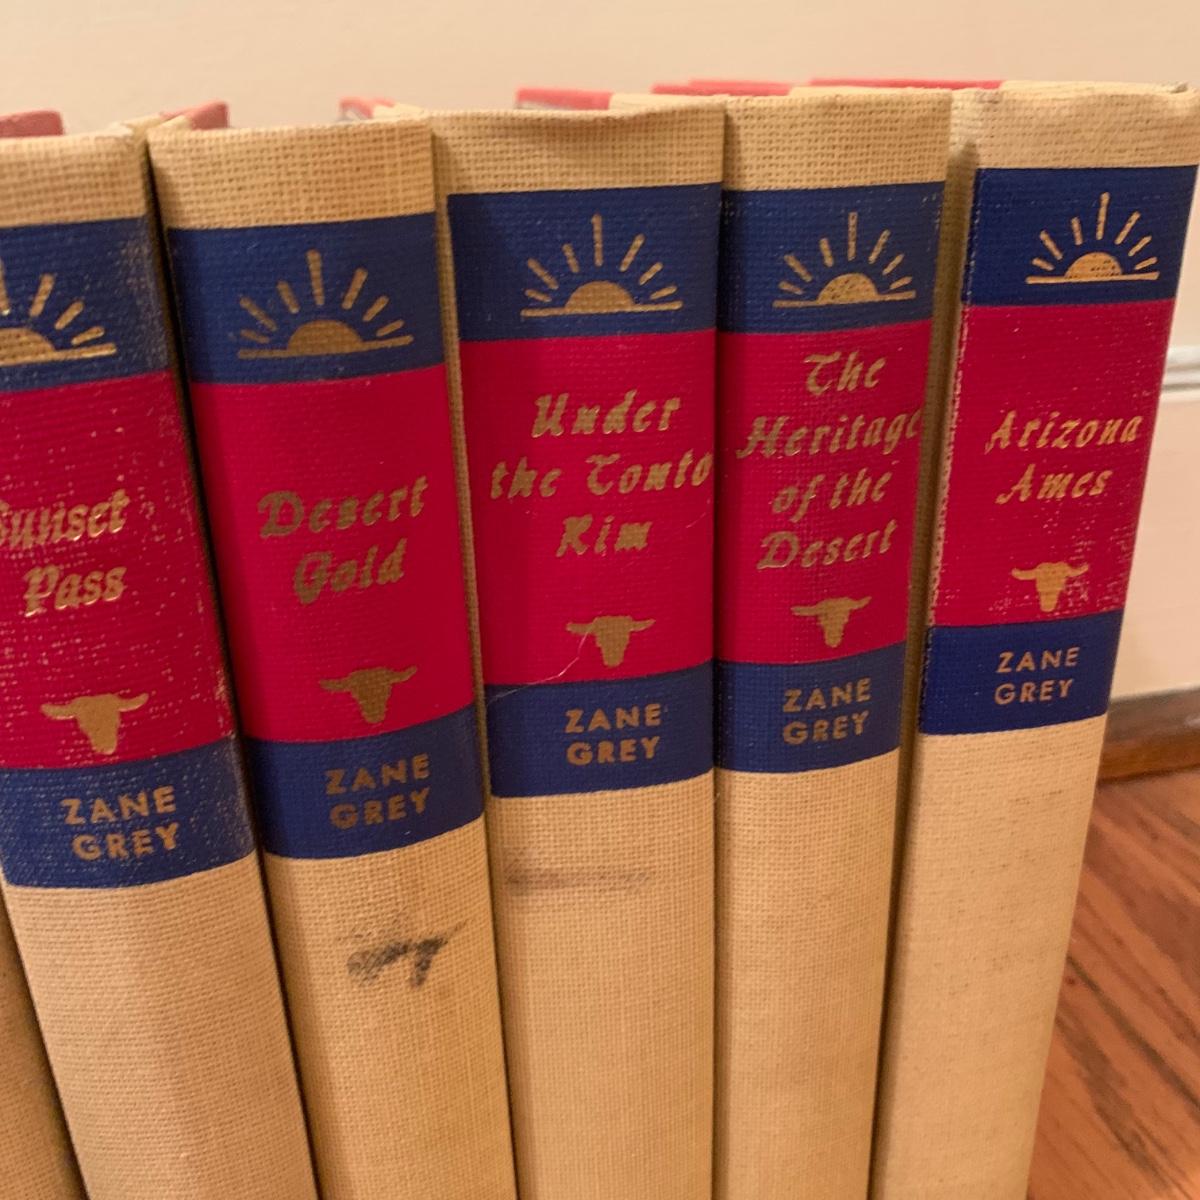 Sunset
Pass
ZANE
GREY
Desert
Gold
ZANE
GREY
Under
the Tonto
Rim
ZANE
GREY
The
Heritage
of the
Desert
ZANE
GREY
Arizona
Ames
ZANE
GREY